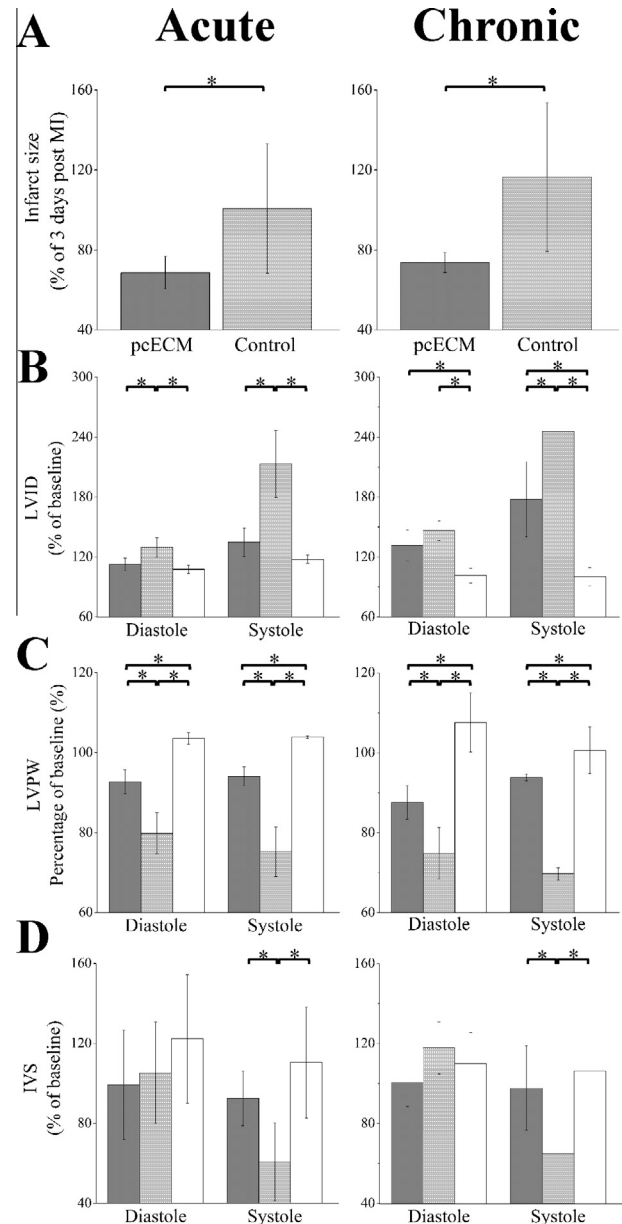 A Acute Chronic
Infarct size
(% of 3 days post MI)
160
120
80
40
*
pcECM Control
160
120
80
40
*
pcECM Control
B
LVID
(% of baseline)
300
240
180
120
60
* * * *
Diastole Systole
300
240
180
120
60
* * * * *
Diastole Systole
C
LVPW
Percentage of baseline (%)
120
100
80
60
* * * * * *
Diastole Systole
120
100
80
60
* * * * * *
Diastole Systole
D
IVS
(% of baseline)
160
120
80
40
* *
Diastole Systole
160
120
80
40
* *
Diastole Systole